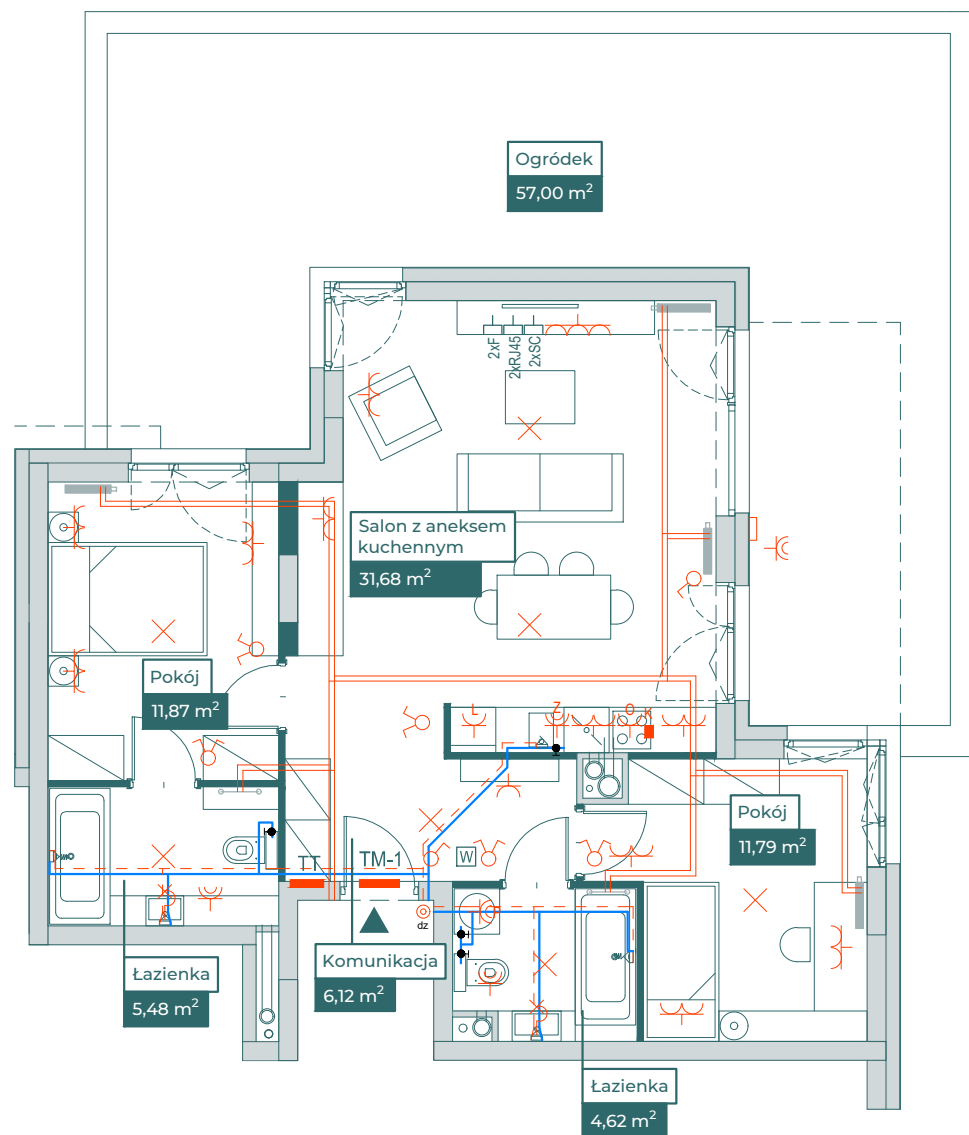 Ogródek
57,00 m²
2xF
2xRJ45
2xSC
Salon z aneksem
kuchennym
31,68 m²
Pokój
11,87 m²
L
Z
O
K
Pokój
11,79 m²
TT
TM-1
W
dz
Łazienka
5,48 m²
Komunikacja
6,12 m²
Łazienka
4,62 m²